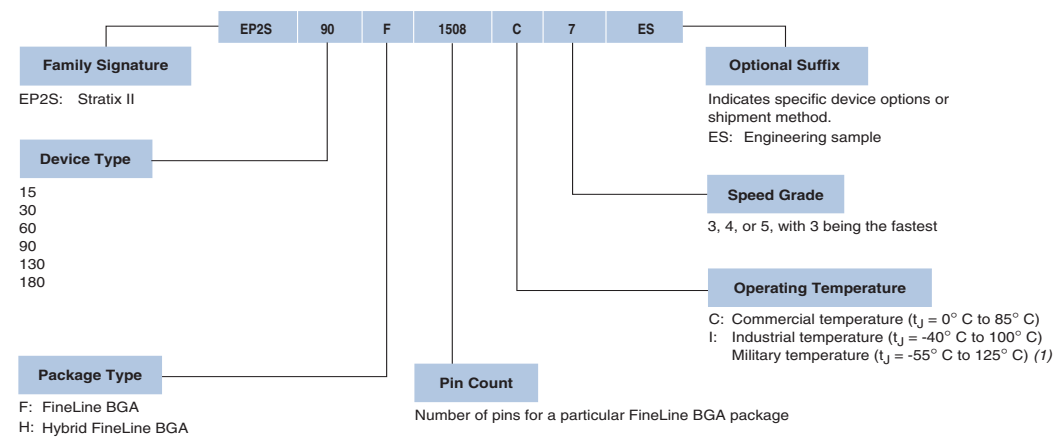 EP2S 90 F 1508 C 7 ES
Family Signature
EP2S: Stratix II
Optional Suffix
Indicates specific device options or
shipment method.
ES: Engineering sample
Device Type
15
30
60
90
130
180
Speed Grade
3, 4, or 5, with 3 being the fastest
Operating Temperature
C: Commercial temperature (tJ = 0° C to 85° C)
I: Industrial temperature (tJ = -40° C to 100° C)
Military temperature (tJ = -55° C to 125° C) (1)
Package Type
F: FineLine BGA
H: Hybrid FineLine BGA
Pin Count
Number of pins for a particular FineLine BGA package